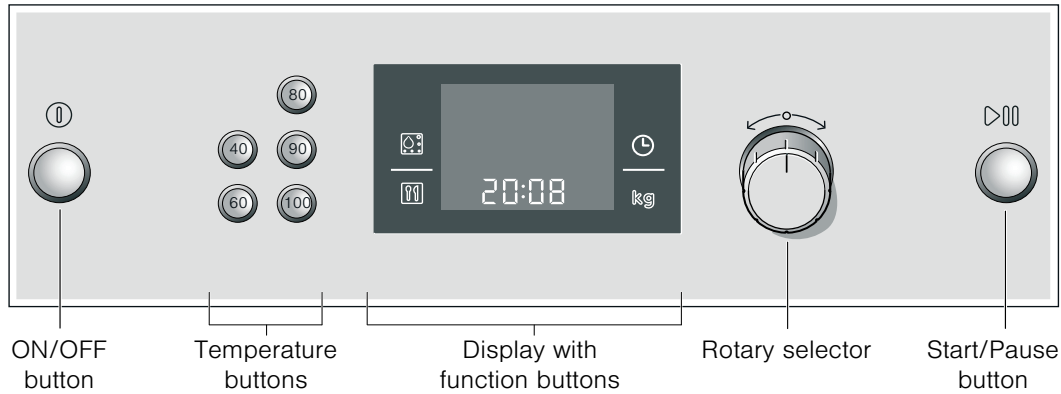 80
40 90
20:08
60 100
kg
ON/OFF
button
Temperature
buttons
Display with
function buttons
Rotary selector
Start/Pause
button